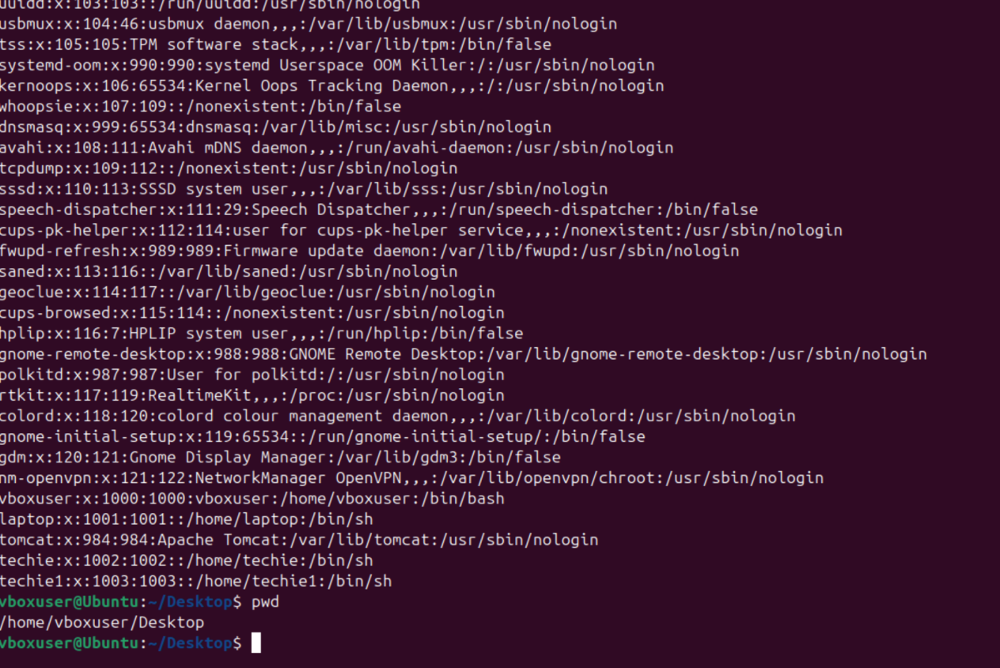 uuidd:x:103:103::/run/uuidd:/usr/sbin/nologin
usbmux:x:104:46:usbmux daemon,,,:/var/lib/usbmux:/usr/sbin/nologin
tss:x:105:105:TPM software stack,,,:/var/lib/tpm:/bin/false
systemd-oom:x:990:990:systemd Userspace OOM Killer:/:/usr/sbin/nologin
kernoops:x:106:65534:Kernel Oops Tracking Daemon,,,:/:/usr/sbin/nologin
whoopsie:x:107:109::/nonexistent:/bin/false
dnsmasq:x:999:65534:dnsmasq:/var/lib/misc:/usr/sbin/nologin
avahi:x:108:111:Avahi mDNS daemon,,,:/run/avahi-daemon:/usr/sbin/nologin
tcpdump:x:109:112::/nonexistent:/usr/sbin/nologin
sssd:x:110:113:SSSD system user,,,:/var/lib/sss:/usr/sbin/nologin
speech-dispatcher:x:111:29:Speech Dispatcher,,,:/run/speech-dispatcher:/bin/false
cups-pk-helper:x:112:114:user for cups-pk-helper service,,,:/nonexistent:/usr/sbin/nologin
fwupd-refresh:x:989:989:Firmware update daemon:/var/lib/fwupd:/usr/sbin/nologin
saned:x:113:116::/var/lib/saned:/usr/sbin/nologin
geoclue:x:114:117::/var/lib/geoclue:/usr/sbin/nologin
cups-browsed:x:115:114::/nonexistent:/usr/sbin/nologin
hplip:x:116:7:HPLIP system user,,,:/run/hplip:/bin/false
gnome-remote-desktop:x:988:988:GNOME Remote Desktop:/var/lib/gnome-remote-desktop:/usr/sbin/nologin
polkitd:x:987:987:User for polkitd:/:/usr/sbin/nologin
rtkit:x:117:119:RealtimeKit,,,:/proc:/usr/sbin/nologin
colord:x:118:120:colord colour management daemon,,,:/var/lib/colord:/usr/sbin/nologin
gnome-initial-setup:x:119:65534::/run/gnome-initial-setup/:/bin/false
gdm:x:120:121:Gnome Display Manager:/var/lib/gdm3:/bin/false
nm-openvpn:x:121:122:NetworkManager OpenVPN,,,:/var/lib/openvpn/chroot:/usr/sbin/nologin
vboxuser:x:1000:1000:vboxuser:/home/vboxuser:/bin/bash
laptop:x:1001:1001::/home/laptop:/bin/sh
tomcat:x:984:984:Apache Tomcat:/var/lib/tomcat:/usr/sbin/nologin
techie:x:1002:1002::/home/techie:/bin/sh
techie1:x:1003:1003::/home/techie1:/bin/sh
vboxuser@Ubuntu:~/Desktop$ pwd
/home/vboxuser/Desktop
vboxuser@Ubuntu:~/Desktop$